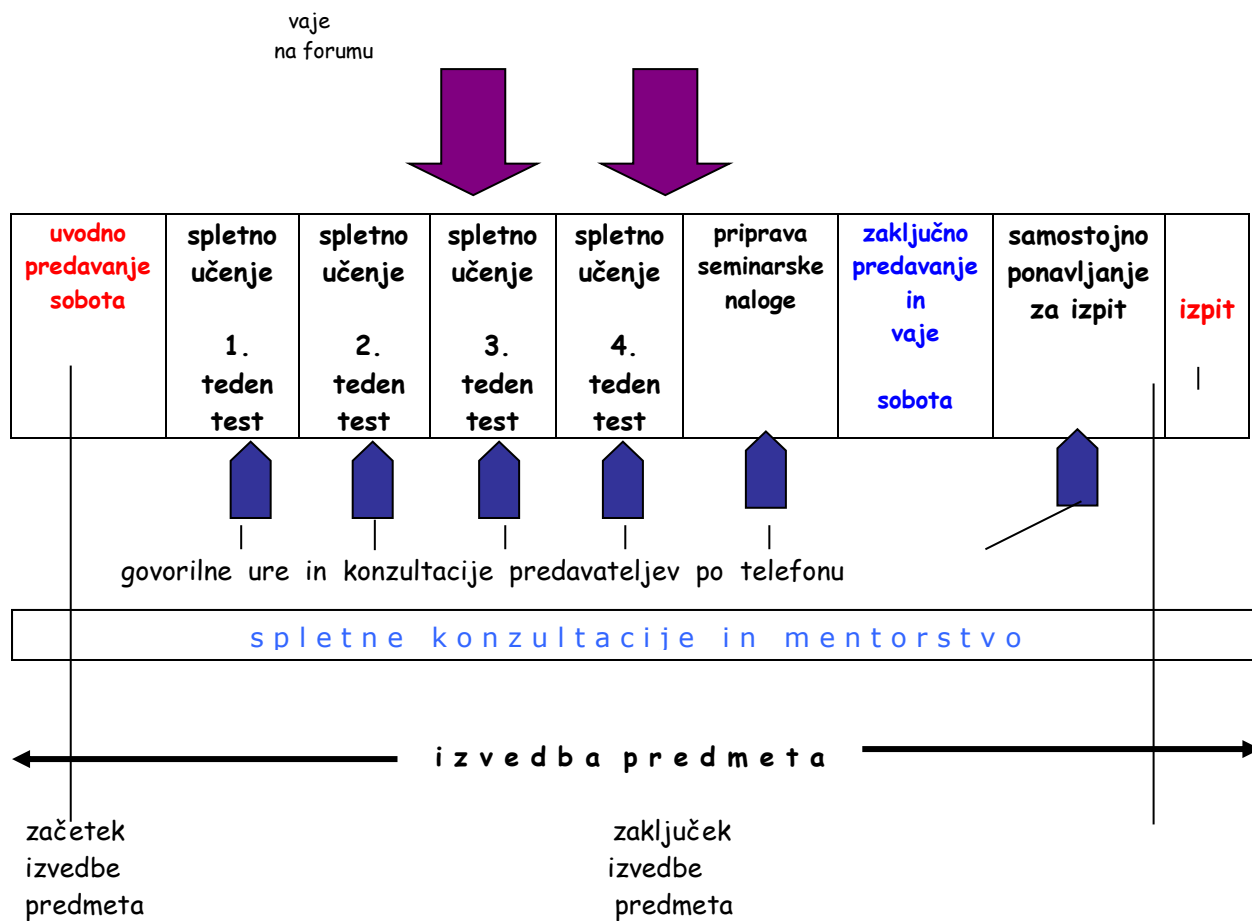 vaje
na forumu
uvodno
predavanje
sobota
spletno
učenje
1.
teden
test
spletno
učenje
2.
teden
test
spletno
učenje
3.
teden
test
spletno
učenje
4.
teden
test
priprava
seminarske
naloge
zaključno
predavanje
in
vaje
sobota
samostojno
ponavljanje
za izpit
izpit
govorilne ure in konzultacije predavateljev po telefonu
spletne konzultacije in mentorstvo
izvedba predmeta
začetek
izvedbe
predmeta
zaključek
izvedbe
predmeta